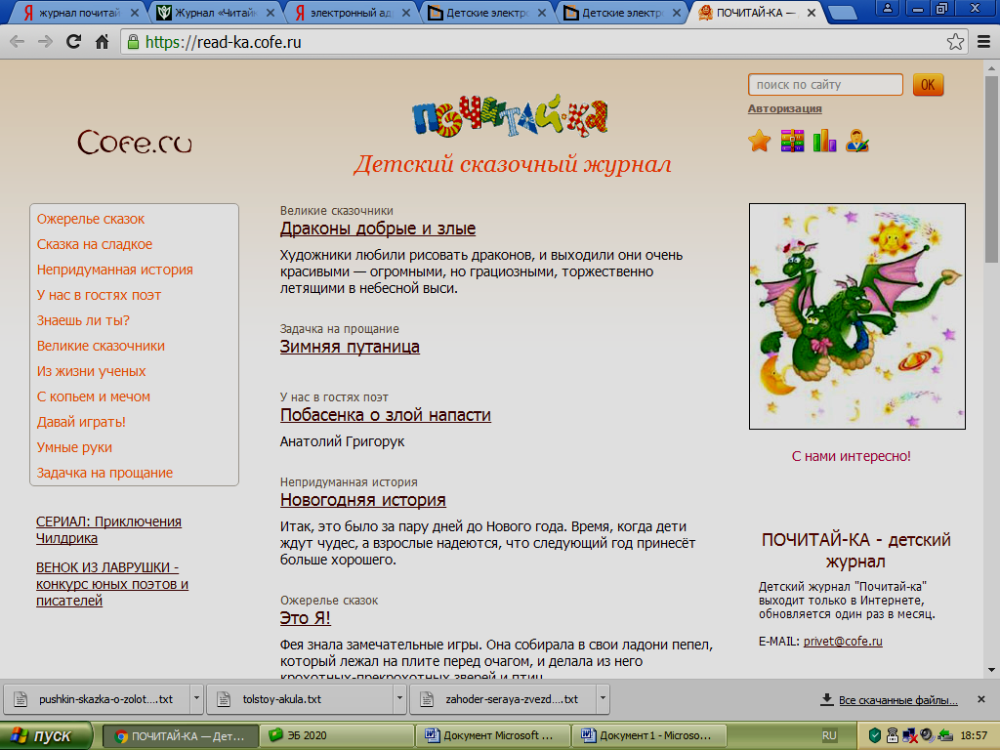 журнал почитай
Журнал «Читайк
электронный ад
Детские электро
Детские электр
ПОЧИТАЙ-КА —
https://read-ka.cofe.ru
поиск по сайту
OK
Авторизация
Cofe.ru
ПОЧИТАЙ-КА
Детский сказочный журнал
Ожерелье сказок
Сказка на сладкое
Непридуманная история
У нас в гостях поэт
Знаешь ли ты?
Великие сказочники
Из жизни ученых
С копьем и мечом
Давай играть!
Умные руки
Задачка на прощание
СЕРИАЛ: Приключения
Чилдрика
ВЕНОК ИЗ ЛАВРУШКИ -
конкурс юных поэтов и
писателей
Великие сказочники
Драконы добрые и злые
Художники любили рисовать драконов, и выходили они очень
красивыми — огромными, но грациозными, торжественно
летящими в небесной выси.
Задачка на прощание
Зимняя путаница
У нас в гостях поэт
Побасенка о злой напасти
Анатолий Григорук
Непридуманная история
Новогодняя история
Итак, это было за пару дней до Нового года. Время, когда дети
ждут чудес, а взрослые надеются, что следующий год принесёт
больше хорошего.
Ожерелье сказок
Это Я!
Фея знала замечательные игры. Она собирала в свои ладони пепел,
который лежал на плите перед очагом, и делала из него
крохотных-прекрохотных зверей и птиц
С нами интересно!
ПОЧИТАЙ-КА - детский
журнал
Детский журнал "Почитай-ка"
выходит только в Интернете,
обновляется один раз в месяц.
E-MAIL: privet@cofe.ru
pushkin-skazka-o-zolot....txt
tolstoy-akula.txt
zahoder-seraya-zvezd....txt
Все скачанные файлы...
пуск
ПОЧИТАЙ-КА — Дет...
ЭБ 2020
Документ Microsoft ...
Документ1 - Microso...
RU
18:57